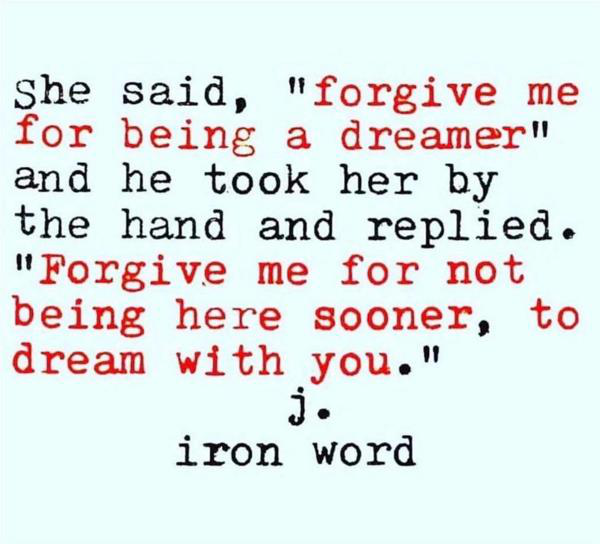 She said, "forgive me
for being a dreamer"
and he took her by
the hand and replied.
"Forgive me for not
being here sooner, to
dream with you."
j.
iron word